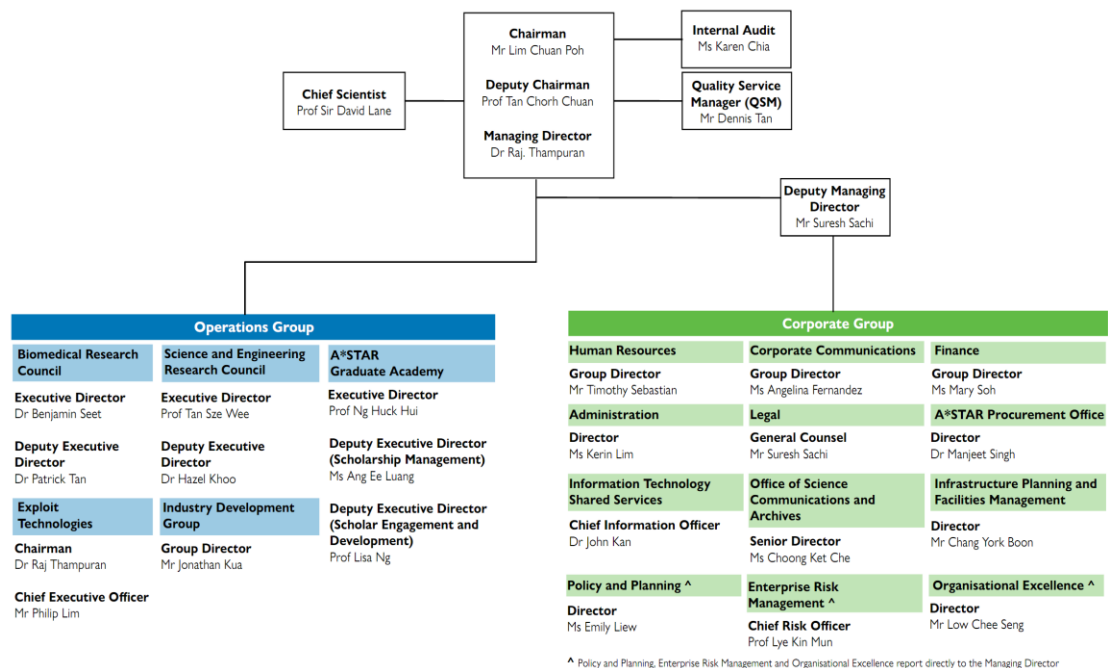 Chairman
Mr Lim Chuan Poh
Internal Audit
Ms Karen Chia
Chief Scientist
Prof Sir David Lane
Deputy Chairman
Prof Tan Chorh Chuan
Quality Service
Manager (QSM)
Mr Dennis Tan
Managing Director
Dr Raj. Thampuran
Deputy Managing
Director
Mr Suresh Sachi
Operations Group
Biomedical Research
Council
Executive Director
Dr Benjamin Seet
Deputy Executive
Director
Dr Patrick Tan
Science and Engineering
Research Council
Executive Director
Prof Tan Sze Wee
Deputy Executive
Director
Dr Hazel Khoo
A*STAR
Graduate Academy
Executive Director
Prof Ng Huck Hui
Deputy Executive Director
(Scholarship Management)
Ms Ang Ee Luang
Deputy Executive Director
(Scholar Engagement and
Development)
Prof Lisa Ng
Exploit
Technologies
Chairman
Dr Raj Thampuran
Chief Executive Officer
Mr Philip Lim
Industry Development
Group
Group Director
Mr Jonathan Kua
Corporate Group
Human Resources
Group Director
Mr Timothy Sebastian
Corporate Communications
Group Director
Ms Angelina Fernandez
Finance
Group Director
Ms Mary Soh
Administration
Director
Ms Kerin Lim
Legal
General Counsel
Mr Suresh Sachi
A*STAR Procurement Office
Director
Dr Manjeet Singh
Information Technology
Shared Services
Chief Information Officer
Dr John Kan
Office of Science
Communications and
Archives
Senior Director
Ms Choong Ket Che
Infrastructure Planning and
Facilities Management
Director
Mr Chang York Boon
Policy and Planning ^
Director
Ms Emily Liew
Enterprise Risk
Management ^
Chief Risk Officer
Prof Lye Kin Mun
Organisational Excellence ^
Director
Mr Low Chee Seng
^ Policy and Planning, Enterprise Risk Management and Organisational Excellence report directly to the Managing Director